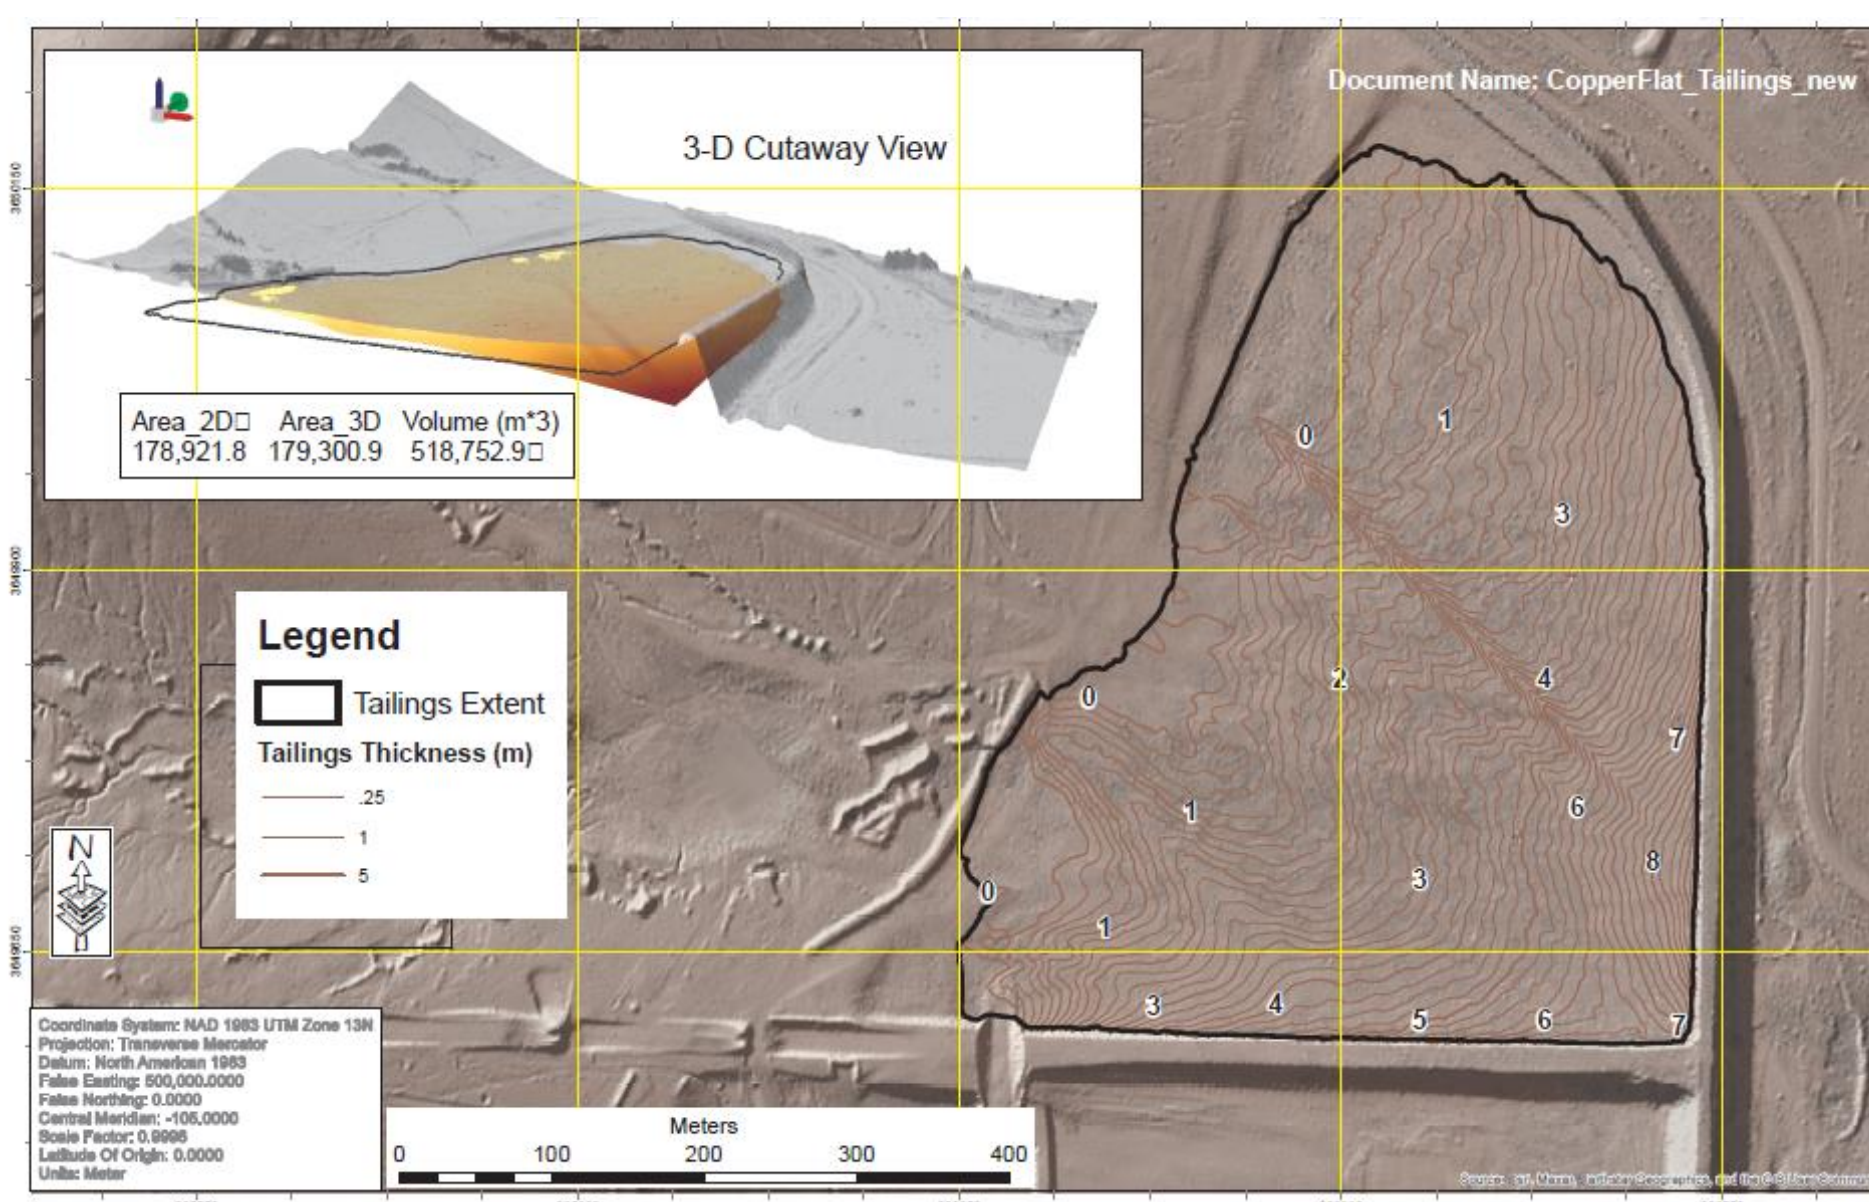 Document Name: CopperFlat_Tailings_new
3-D Cutaway View
Area_2D□ Area_3D Volume (m*3)
178,921.8 179,300.9 518,752.9□
3650150
3649900
3649650
0
1
3
0
2
4
7
1
6
8
0
3
1
3
4
5
6
7
Legend
Tailings Extent
Tailings Thickness (m)
.25
1
5
N
Coordinate System: NAD 1983 UTM Zone 13N
Projection: Transverse Mercator
Datum: North American 1983
False Easting: 500,000.0000
False Northing: 0.0000
Central Meridian: -105.0000
Scale Factor: 0.9996
Latitude Of Origin: 0.0000
Units: Meter
Meters
0 100 200 300 400